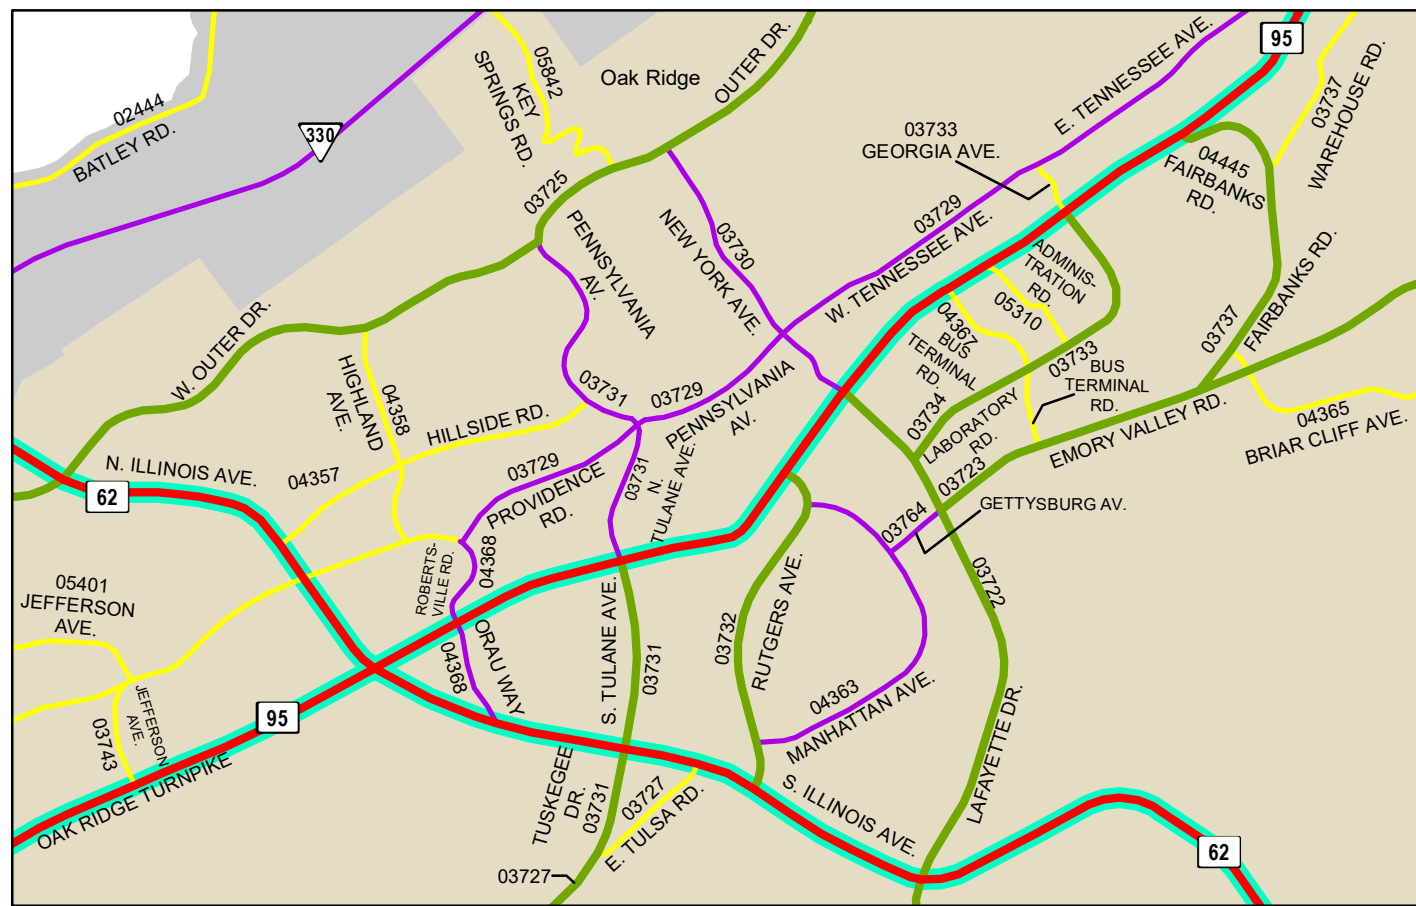 95
E. TENNESSEE AVE.
OUTER DR.
Oak Ridge
05842
KEY
SPRINGS RD.
02444
BATLEY RD.
330
03733
GEORGIA AVE.
03737
WAREHOUSE RD.
04445
FAIRBANKS
RD.
03725
PENNSYLVANIA
AV.
NEW YORK AVE.
03730
03729
W. TENNESSEE AVE.
ADMINIS-
TRATION
RD.
05310
FAIRBANKS RD.
03737
W. OUTER DR.
04367
BUS
TERMINAL
RD.
03733
BUS
TERMINAL
RD.
HIGHLAND
AVE.
04358
03731
03729
PENNSYLVANIA
AV.
HILLSIDE RD.
03734
LABORATORY
RD.
04365
BRIAR CLIFF AVE.
EMORY VALLEY RD.
N. ILLINOIS AVE.
62
04357
03729
PROVIDENCE
RD.
03731
N.
TULANE AVE.
03723
GETTYSBURG AV.
03764
04368
ROBERTS-
VILLE RD.
05401
JEFFERSON
AVE.
03722
03732
RUTGERS AVE.
S. TULANE AVE.
03731
ORAU WAY
04368
04363
MANHATTAN AVE.
JEFFERSON
AVE.
03743
95
OAK RIDGE TURNPIKE
LAFAYETTE DR.
TUSKEGEE
DR.
03731
03727
E. TULSA RD.
S. ILLINOIS AVE.
62
03727